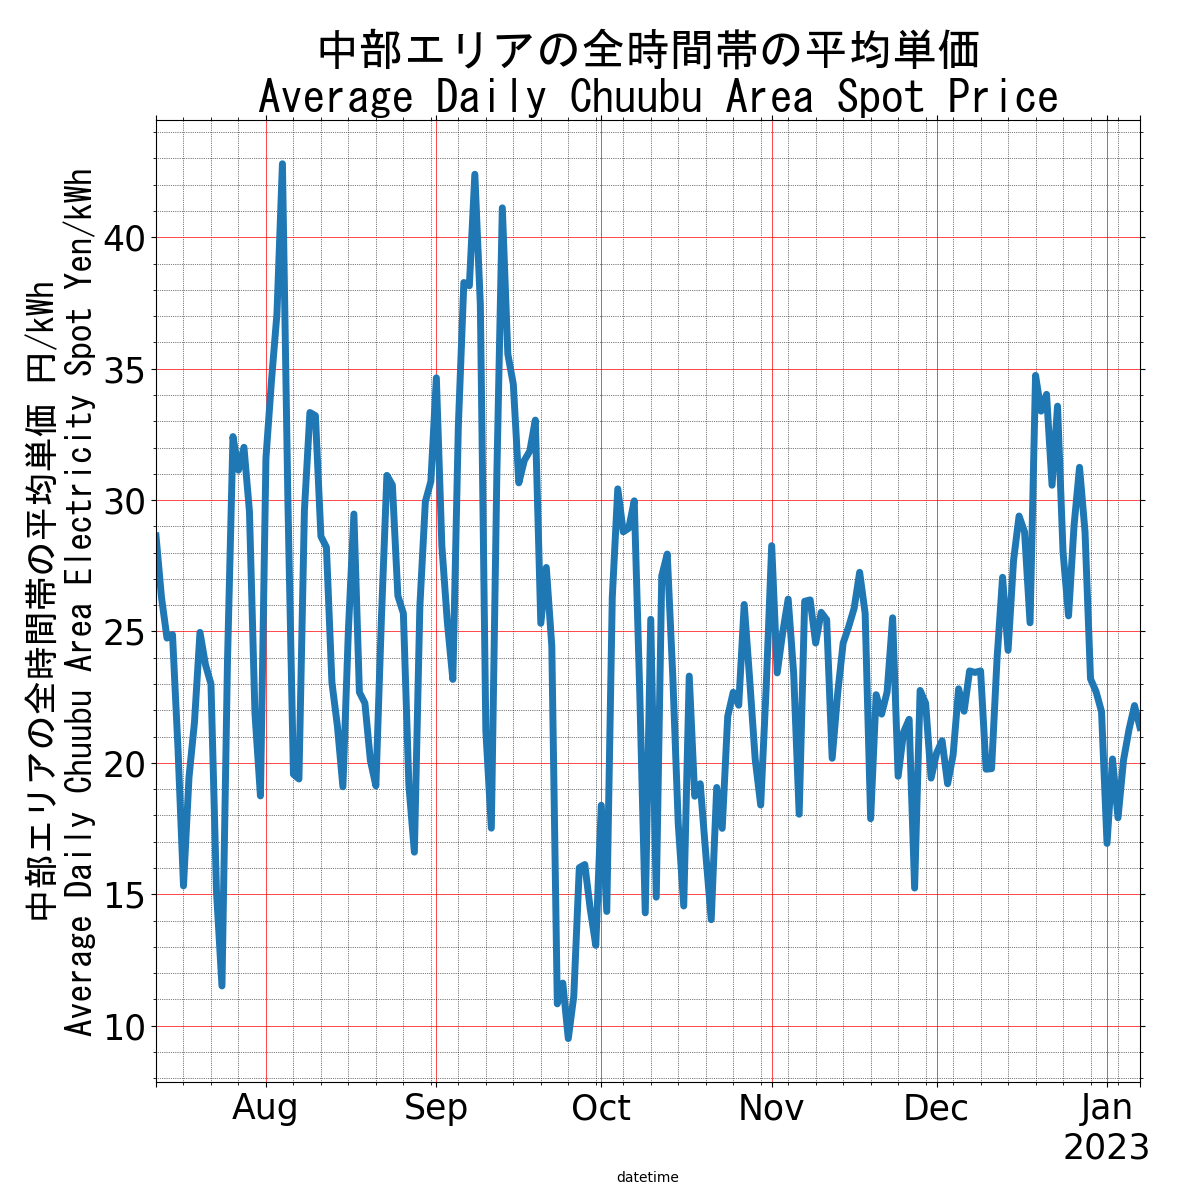 中部エリアの全時間帯の平均単価
Average Daily Chuubu Area Spot Price
中部エリアの全時間帯の平均単価 円/kWh
Average Daily Chuubu Area Electricity Spot Yen/kWh
40
35
30
25
20
15
10
Aug
Sep
Oct
Nov
Dec
Jan
2023
datetime